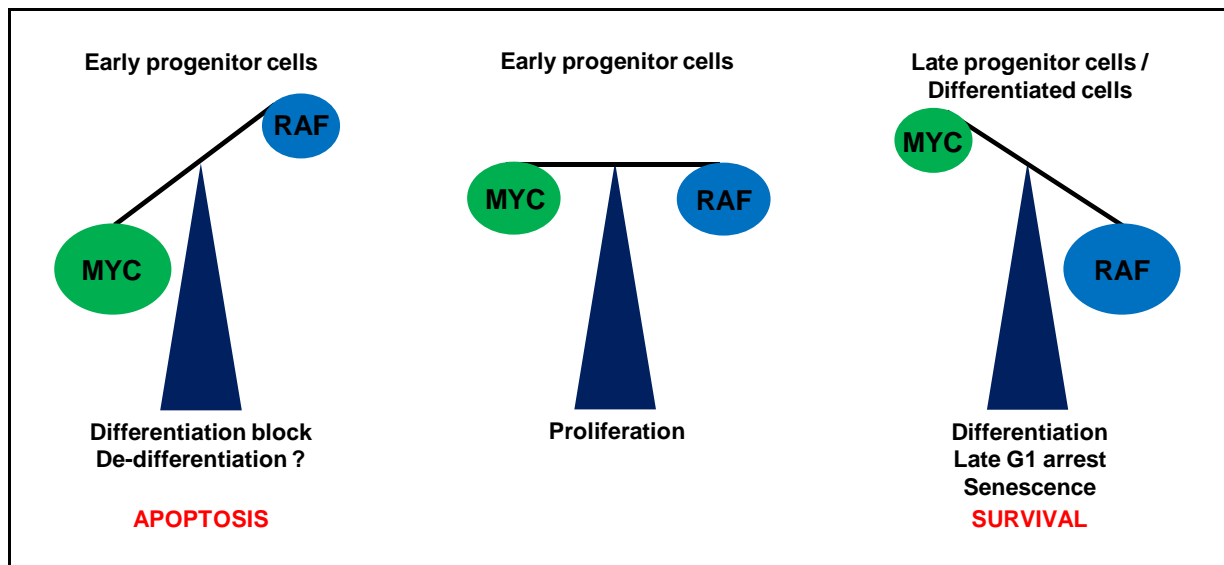 Early progenitor cells
RAF
MYC
Differentiation block
De-differentiation ?
APOPTOSIS
Early progenitor cells
MYC
RAF
Proliferation
Late progenitor cells /
Differentiated cells
MYC
RAF
Differentiation
Late G1 arrest
Senescence
SURVIVAL